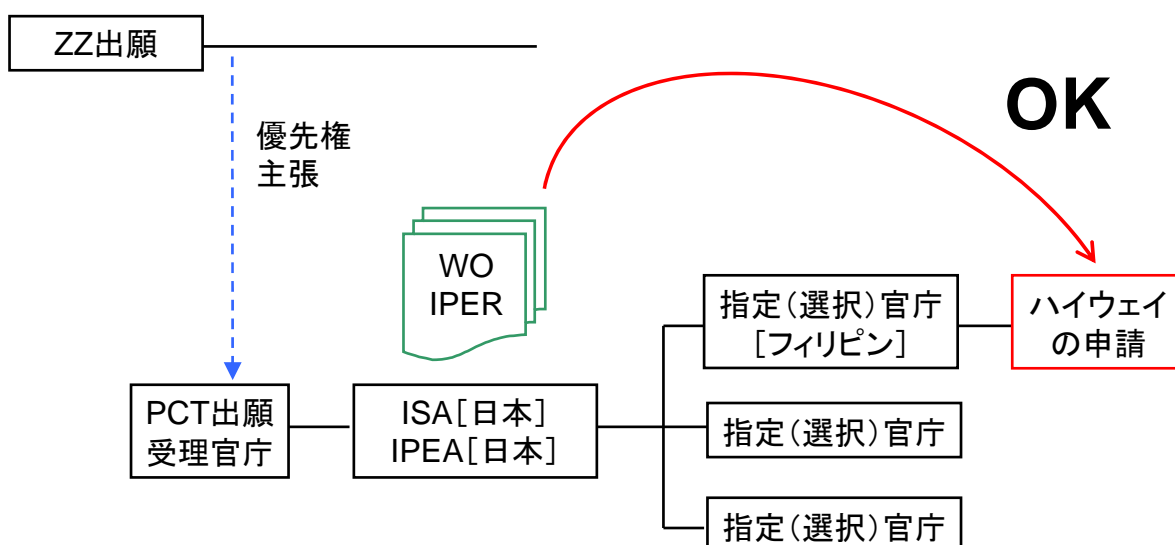 ZZ出願
OK
優先権
主張
WO
IPER
指定(選択)官庁
[フィリピン]
ハイウェイ
の申請
PCT出願
受理官庁
ISA[日本]
IPEA[日本]
指定(選択)官庁
指定(選択)官庁